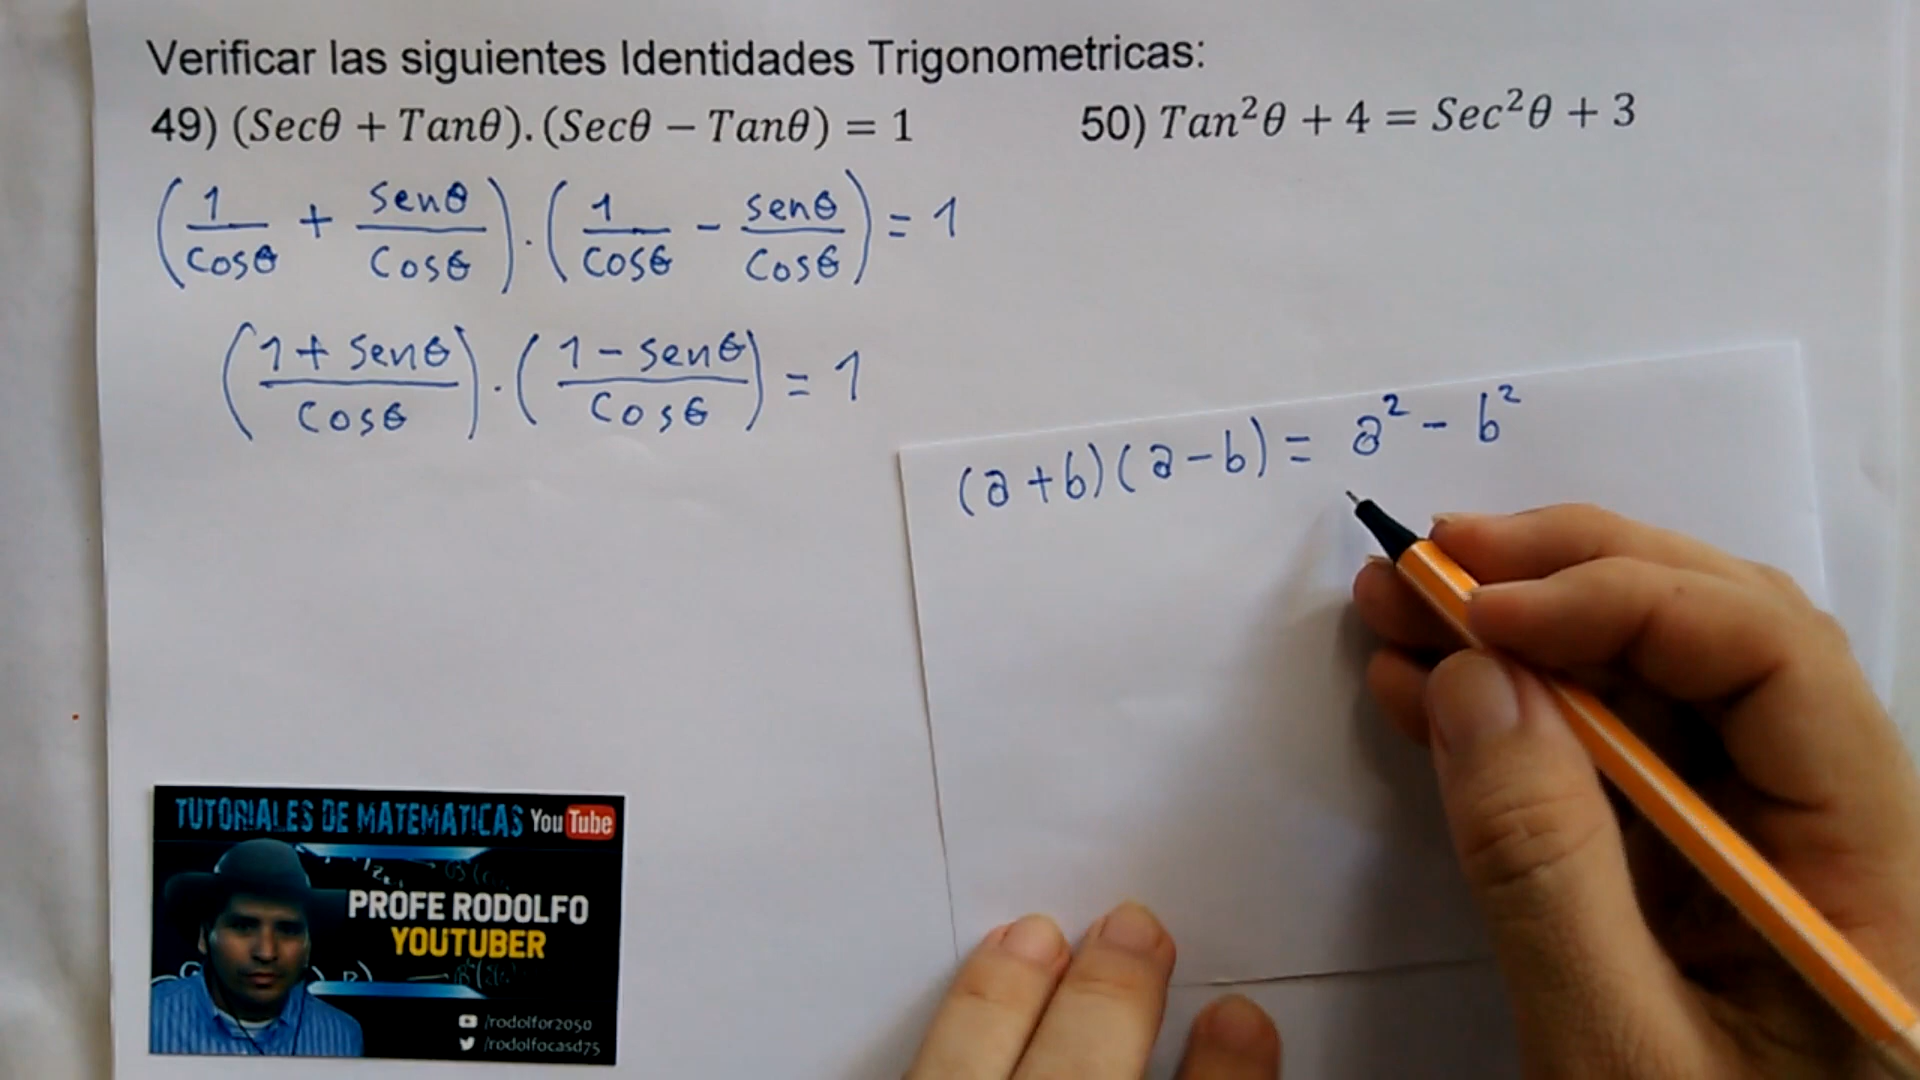 Verificar las siguientes Identidades Trigonometricas:
49) (Secθ + Tanθ).(Secθ − Tanθ) = 1
50) Tan²θ + 4 = Sec²θ + 3
(1/Cosθ + senθ/Cosθ).(1/Cosθ - senθ/Cosθ) = 1
(1 + senθ/Cosθ).(1 - senθ/Cosθ) = 1
(a+b)(a-b) = a² - b²
TUTORIALES DE MATEMATICAS YouTube
PROFE RODOLFO
YOUTUBER
/rodolfor2050
/rodolfocasd75